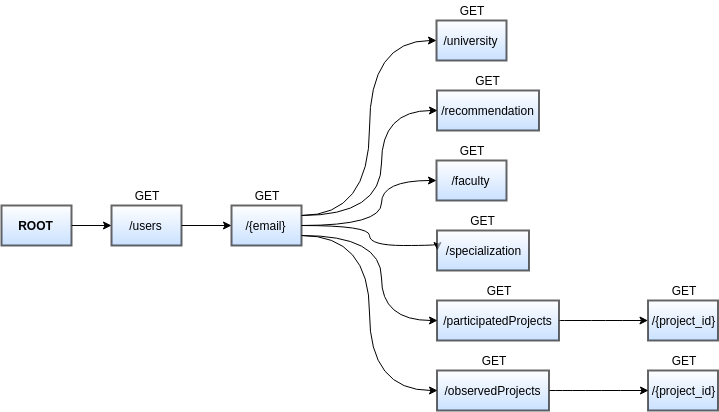 GET
/university
GET
/recommendation
GET
/faculty
GET
GET
GET
ROOT
/users
/{email}
/specialization
GET
GET
/participatedProjects
/{project_id}
GET
GET
/observedProjects
/{project_id}